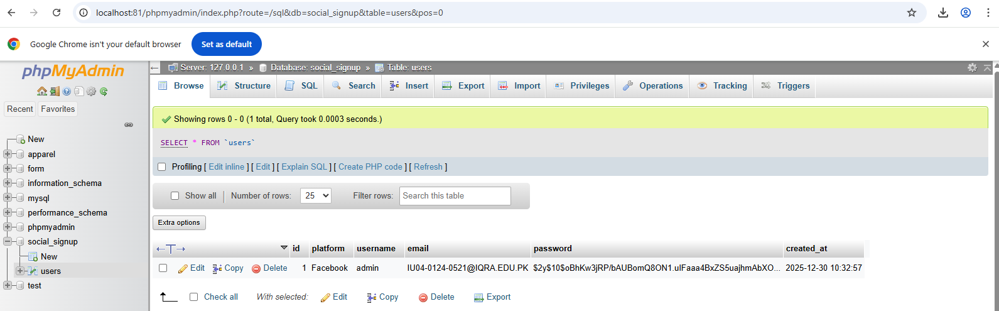 localhost:81/phpmyadmin/index.php?route=/sql&db=social_signup&table=users&pos=0
Google Chrome isn't your default browser Set as default
phpMyAdmin
Recent Favorites
New
apparel
form
information_schema
mysql
performance_schema
phpmyadmin
social_signup
New
users
test
Server: 127.0.0.1 » Database: social_signup » Table: users
Browse Structure SQL Search Insert Export Import Privileges Operations Tracking Triggers
Showing rows 0 - 0 (1 total, Query took 0.0003 seconds.)
SELECT * FROM `users`
Profiling [ Edit inline ] [ Edit ] [ Explain SQL ] [ Create PHP code ] [ Refresh ]
Show all Number of rows: 25 Filter rows: Search this table
Extra options
id platform username email password created_at
Edit Copy Delete 1 Facebook admin IU04-0124-0521@IQRA.EDU.PK $2y$10$oBhKw3jRP/bAUBomQ8ON1.uIFaaa4BxZS5uajhmAbXO... 2025-12-30 10:32:57
Check all With selected: Edit Copy Delete Export